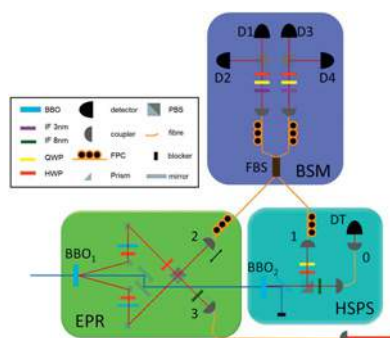 D1 D3
D2 D4
FBS BSM
BBO detector PBS
IF 3nm coupler fibre
IF 8nm
QWP FPC blocker
HWP Prism mirror
2 DT
1
BBO₁ BBO₂ 0
3
EPR HSPS